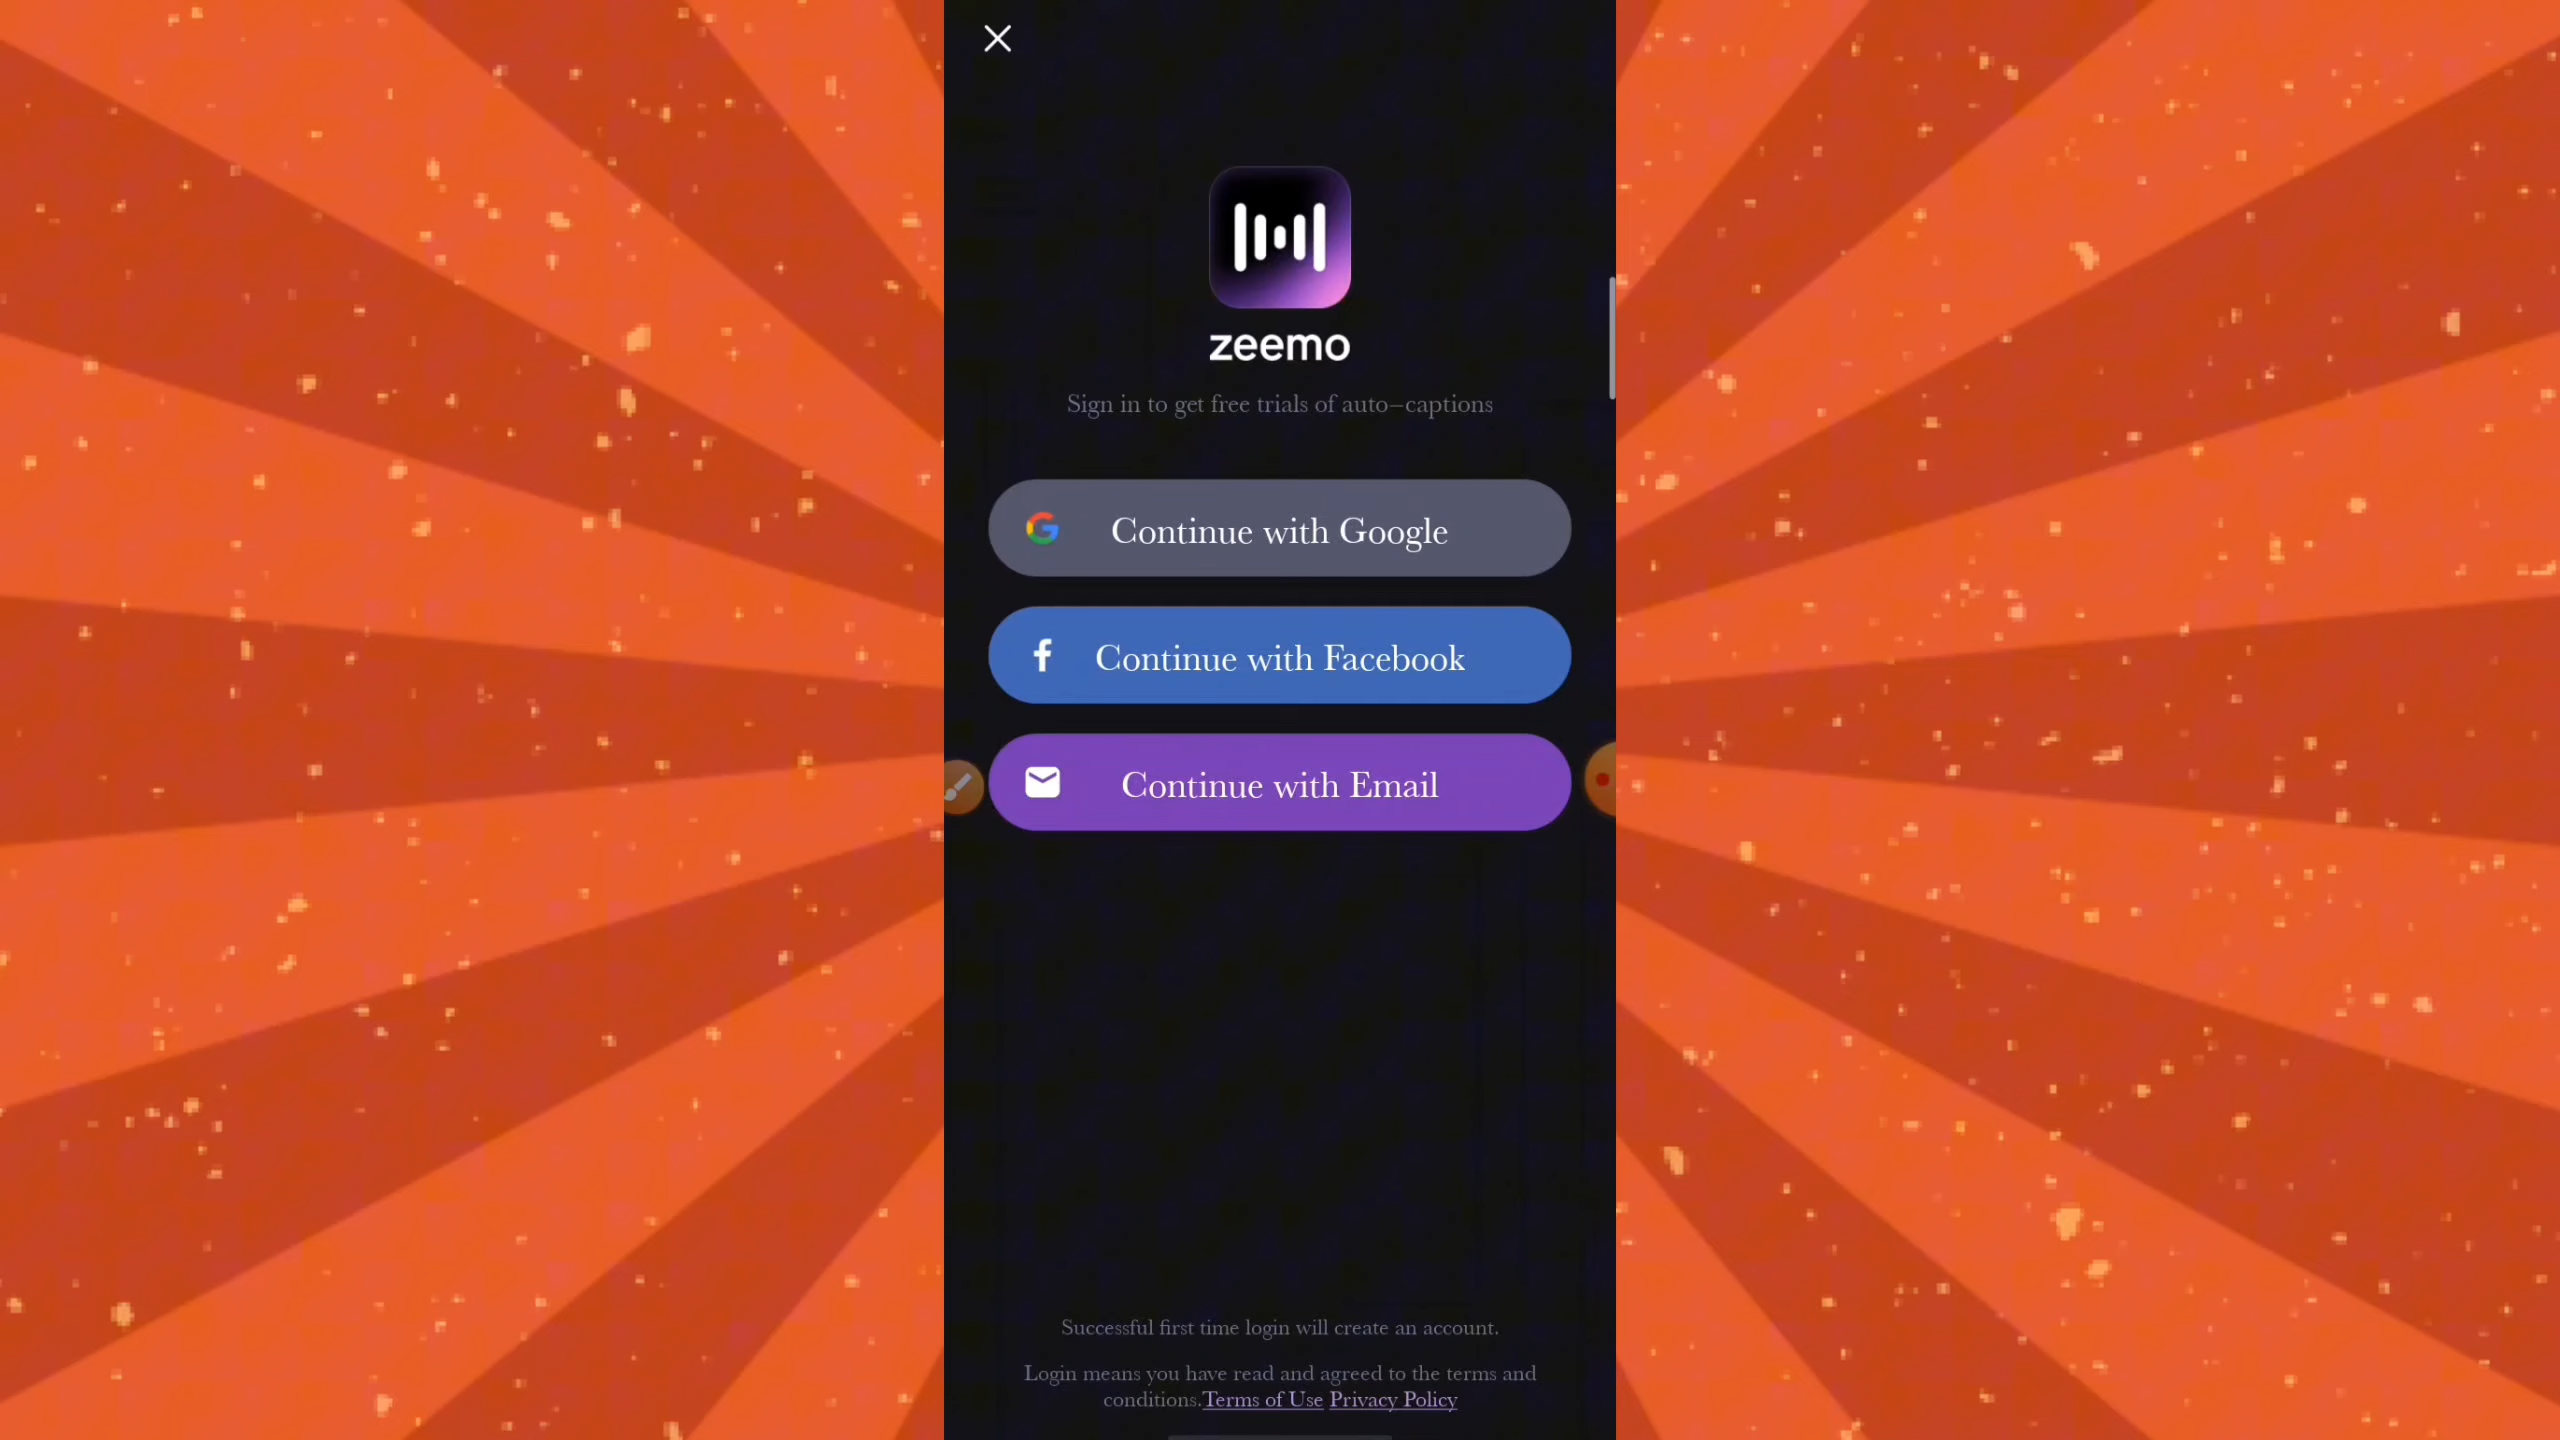 zeemo
Sign in to get free trials of auto-captions
Continue with Google
Continue with Facebook
Continue with Email
Successful first time login will create an account.
Login means you have read and agreed to the terms and
conditions.Terms of Use Privacy Policy